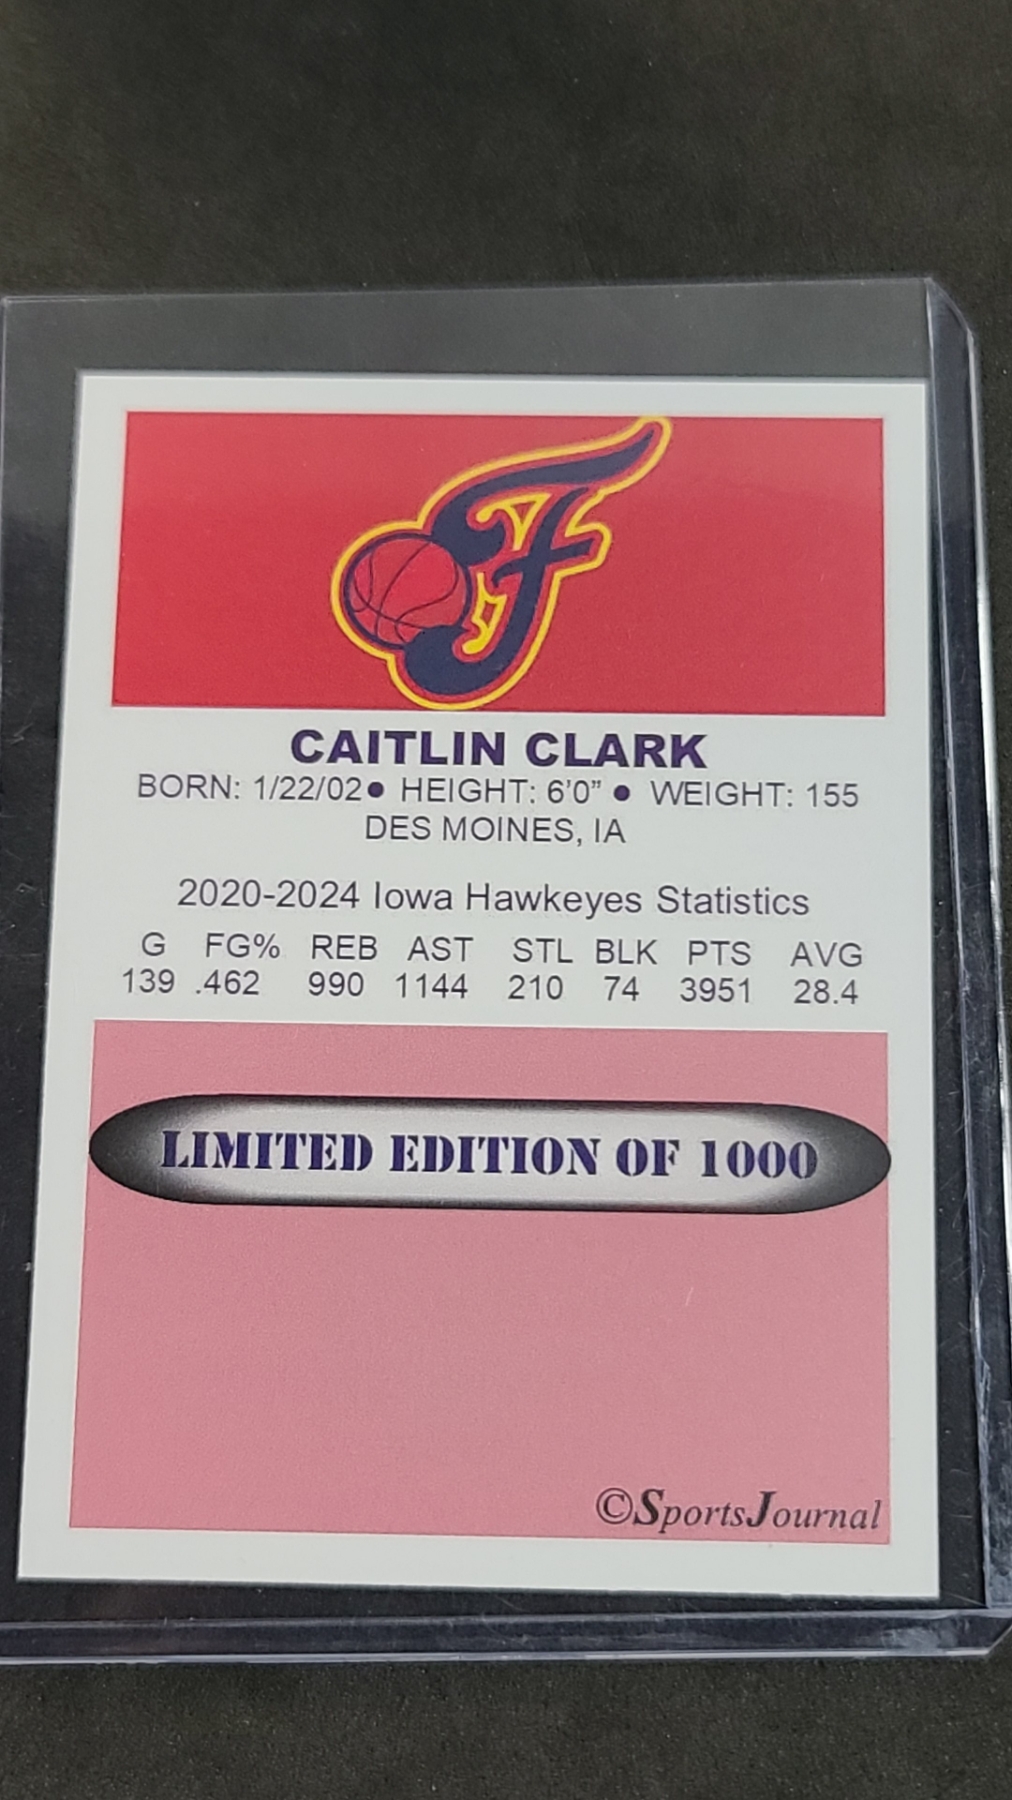 CAITLIN CLARK
BORN: 1/22/02● HEIGHT: 6'0” ● WEIGHT: 155
DES MOINES, IA
2020-2024 Iowa Hawkeyes Statistics
G FG% REB AST STL BLK PTS AVG
139 .462 990 1144 210 74 3951 28.4
LIMITED EDITION OF 1000
©SportsJournal